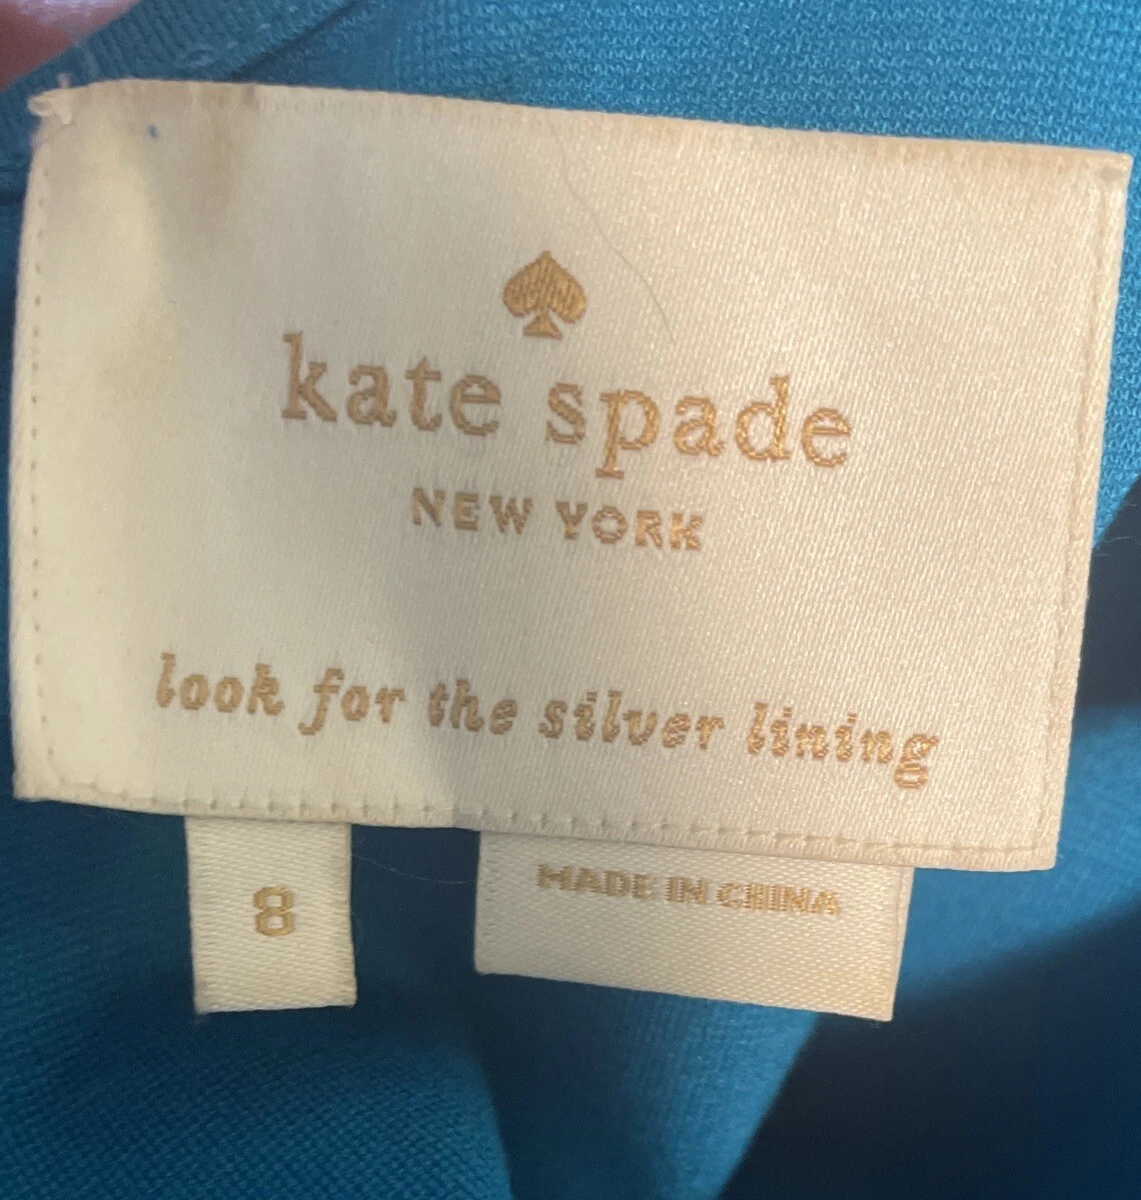 kate spade
NEW YORK
look for the silver lining
8
MADE IN CHINA